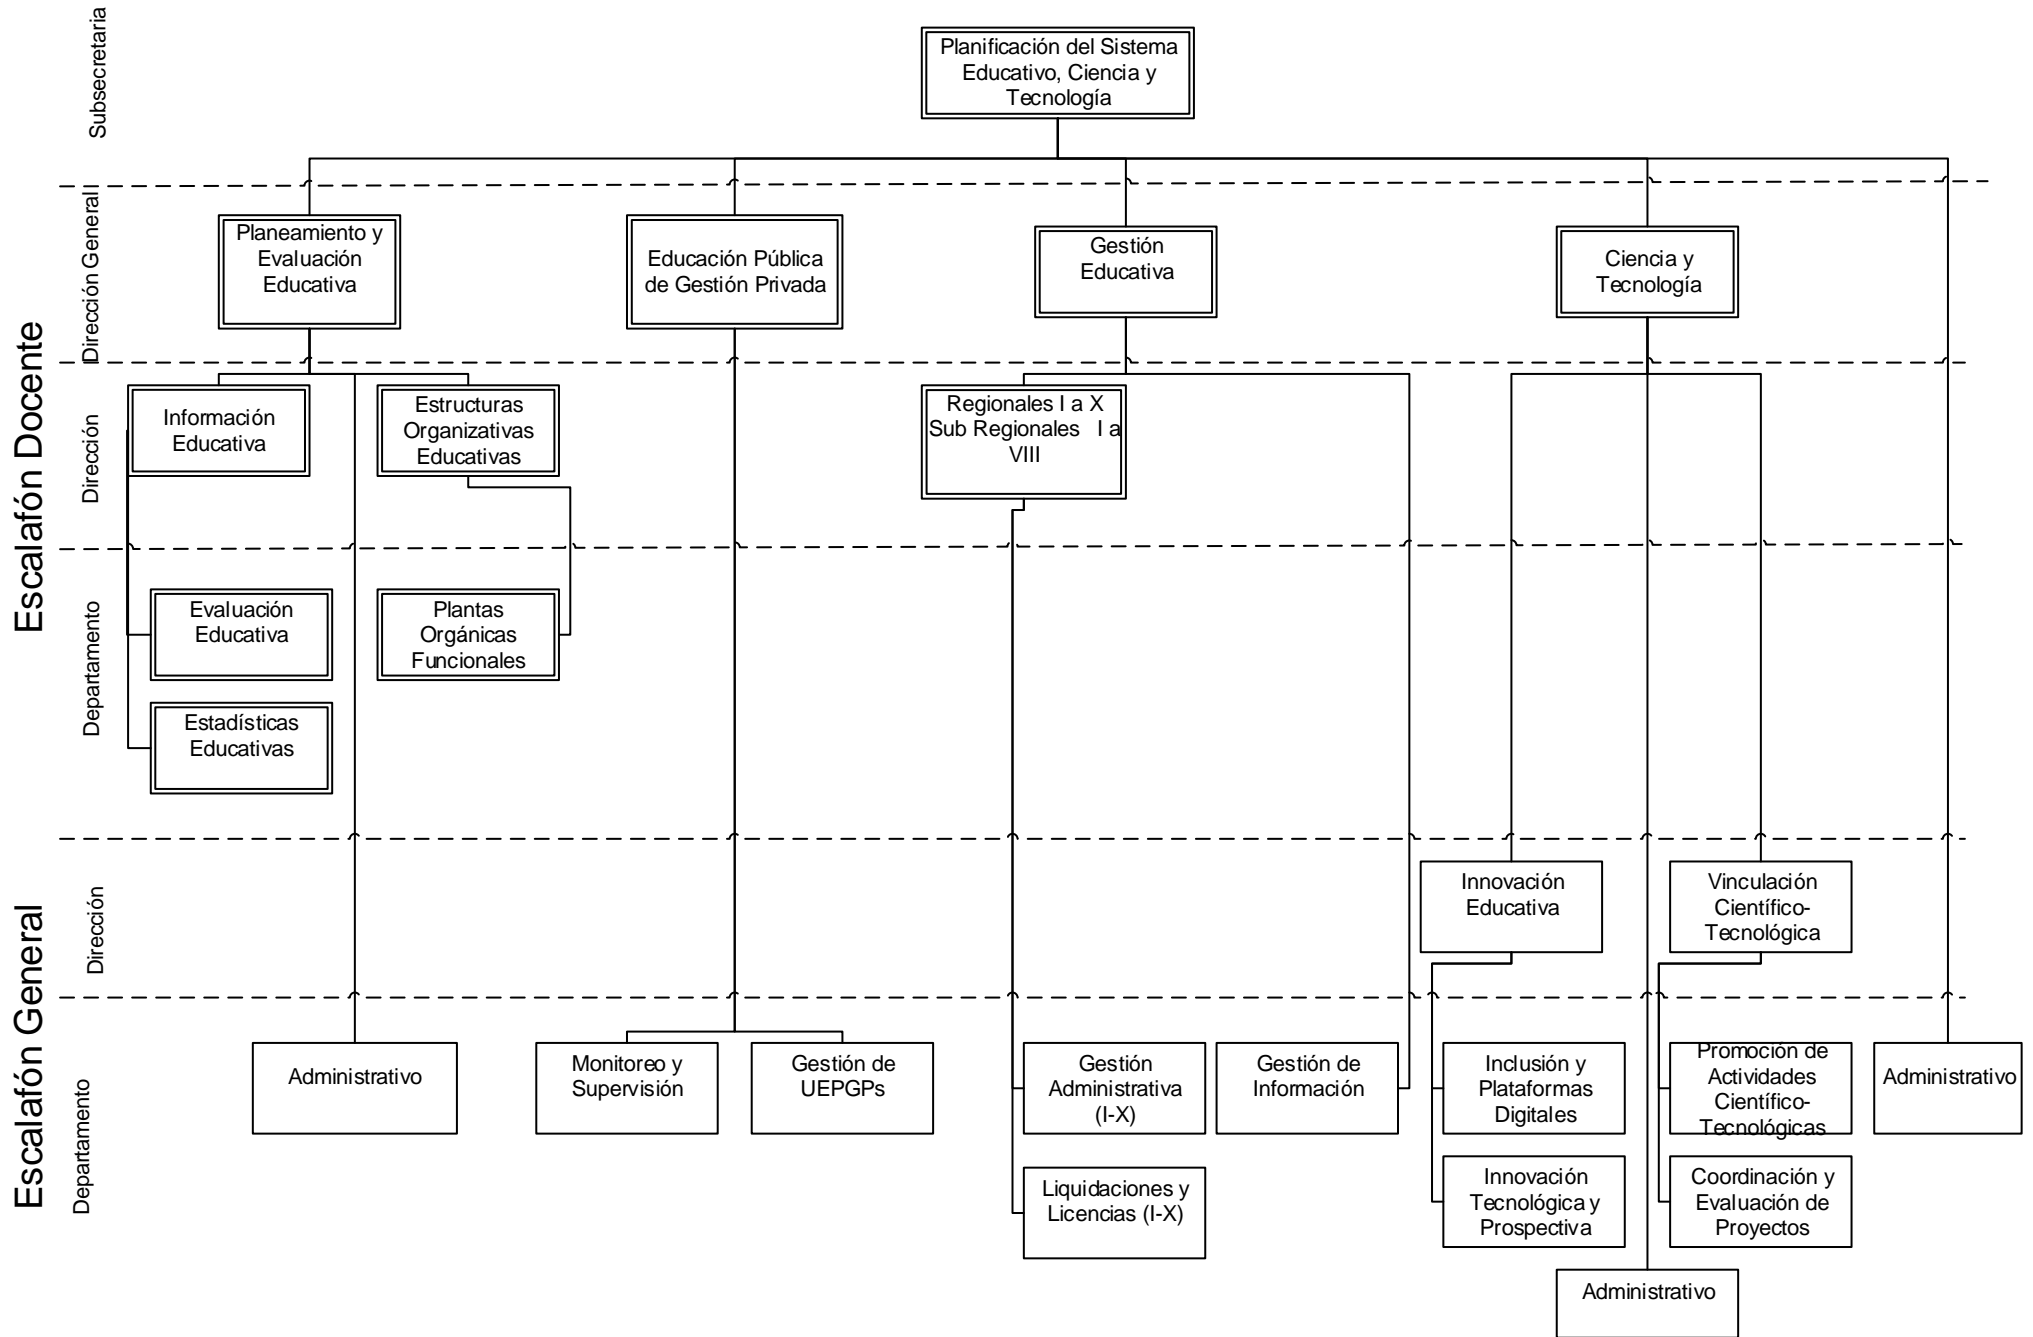 Subsecretaria
Planificación del Sistema
Educativo, Ciencia y
Tecnología
Escalafón Docente
Dirección General
Planeamiento y
Evaluación
Educativa
Educación Pública
de Gestión Privada
Gestión
Educativa
Ciencia y
Tecnología
Dirección
Información
Educativa
Estructuras
Organizativas
Educativas
Regionales I a X
Sub Regionales I a
VIII
Departamento
Evaluación
Educativa
Plantas
Orgánicas
Funcionales
Estadísticas
Educativas
Escalafón General
Dirección
Innovación
Educativa
Vinculación
Científico-
Tecnológica
Departamento
Administrativo
Monitoreo y
Supervisión
Gestión de
UEPGPs
Gestión
Administrativa
(I-X)
Gestión de
Información
Inclusión y
Plataformas
Digitales
Promoción de
Actividades
Científico-
Tecnológicas
Administrativo
Liquidaciones y
Licencias (I-X)
Innovación
Tecnológica y
Prospectiva
Coordinación y
Evaluación de
Proyectos
Administrativo